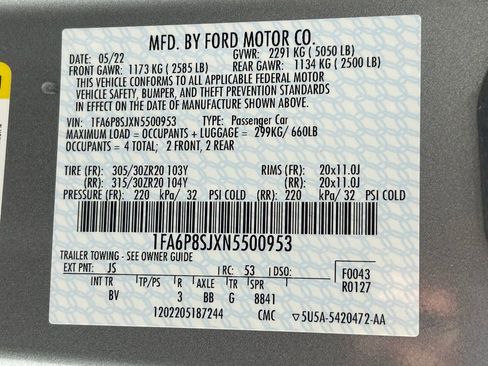 MFD. BY FORD MOTOR CO.
DATE: 05/22 GVWR: 2291 KG ( 5050 LB)
FRONT GAWR: 1173 KG ( 2585 LB) REAR GAWR: 1134 KG ( 2500 LB)
THIS VEHICLE CONFORMS TO ALL APPLICABLE FEDERAL MOTOR
VEHICLE SAFETY, BUMPER, AND THEFT PREVENTION STANDARDS
IN EFFECT ON THE DATE OF MANUFACTURE SHOWN ABOVE.
VIN: 1FA6P8SJXN5500953 TYPE: Passenger Car
MAXIMUM LOAD = OCCUPANTS + LUGGAGE = 299KG/ 660LB
OCCUPANTS = 4 TOTAL; 2 FRONT, 2 REAR
TIRE (FR): 305/30ZR20 103Y RIMS (FR): 20x11.0J
(RR): 315/30ZR20 104Y (RR): 20x11.0J
PRESSURE (FR): 220 kPa/ 32 PSI COLD (RR): 220 kPa/ 32 PSI COLD
1FA6P8SJXN5500953
TRAILER TOWING - SEE OWNER GUIDE
EXT PNT: JS RC: 53 DSO: F0043
INT TR TP/PS R AXLE TR SPR R0127
BV 3 BB G 8841
1202205187244 CMC 5U5A-5420472-AA